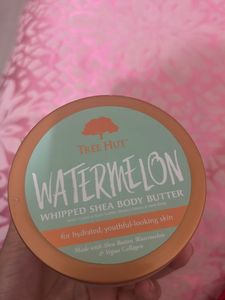 TREE HUT
WATERMELON
WHIPPED SHEA BODY BUTTER
for hydrated, youthful-looking skin
Made with Shea Butter, Watermelon
& Vegan Collagen